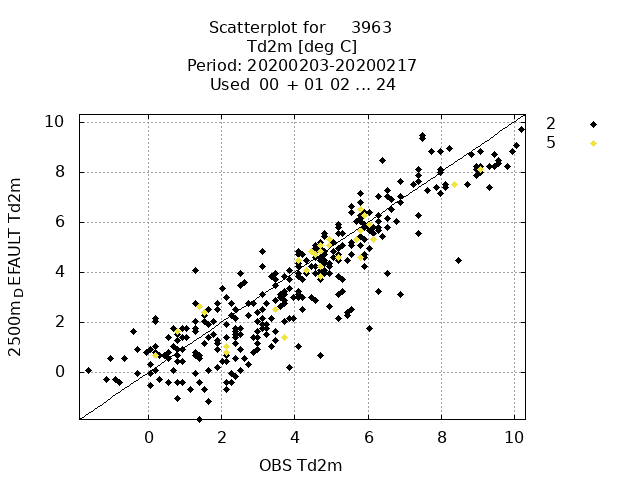 Scatterplot for 3963
Td2m [deg C]
Period: 20200203-20200217
Used 00 + 01 02 ... 24
2
5
10
8
6
4
2
0
2500m_DEFAULT Td2m
0
2
4
6
8
10
OBS Td2m